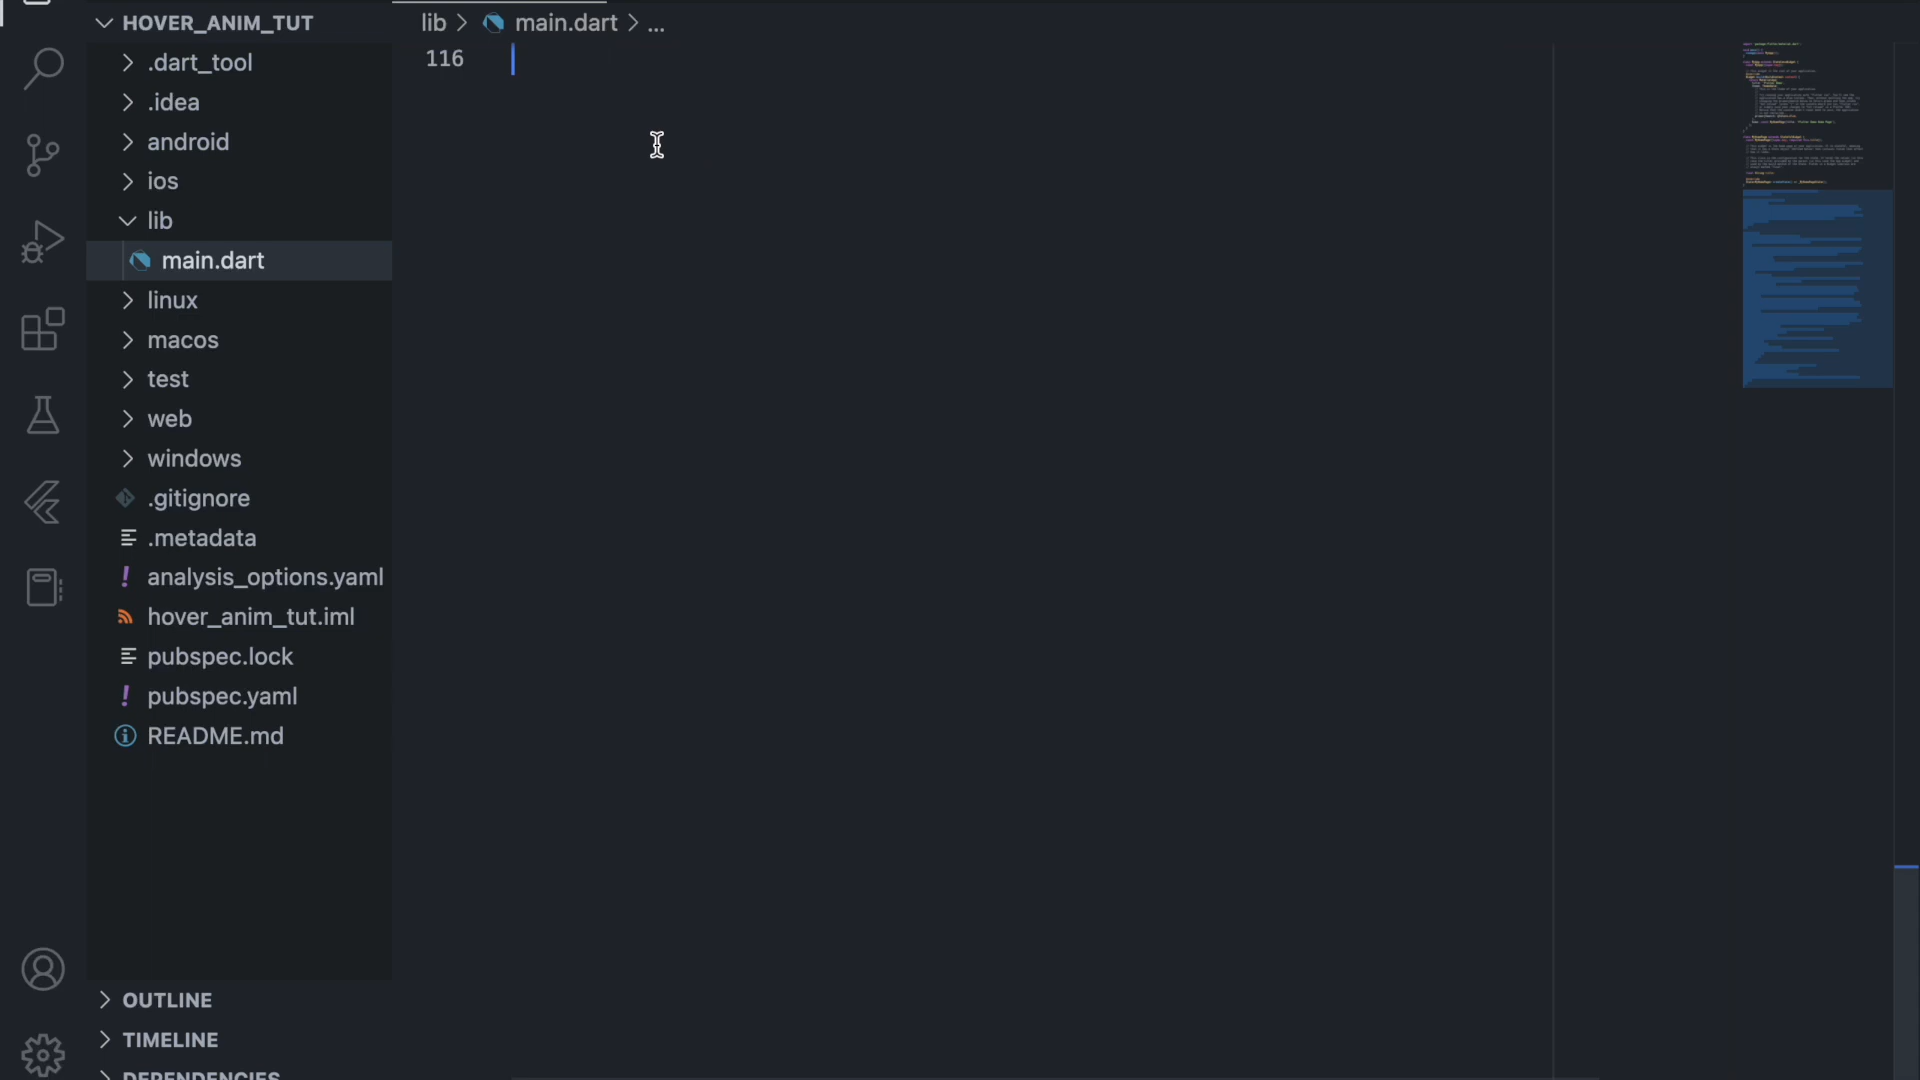 HOVER_ANIM_TUT
lib > main.dart > ...
116
.dart_tool
.idea
android
ios
lib
main.dart
linux
macos
test
web
windows
.gitignore
.metadata
analysis_options.yaml
hover_anim_tut.iml
pubspec.lock
pubspec.yaml
README.md
OUTLINE
TIMELINE
DEPENDENCIES